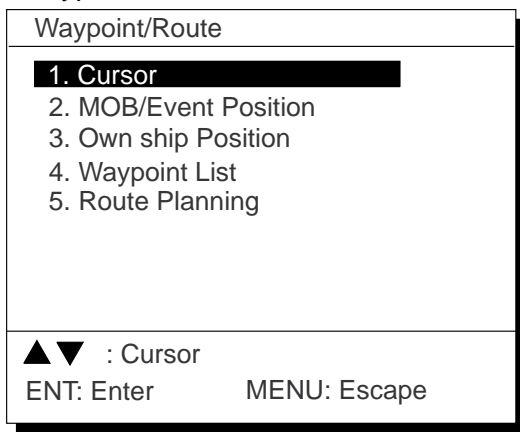 Waypoint/Route
1. Cursor
2. MOB/Event Position
3. Own ship Position
4. Waypoint List
5. Route Planning
▲▼ : Cursor
ENT: Enter MENU: Escape